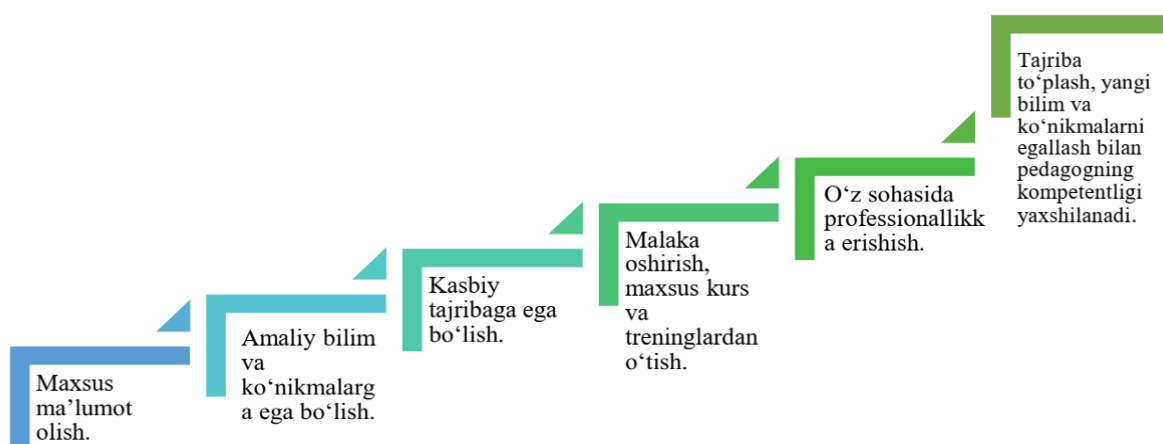 Maxsus
ma’lumot
olish.
Amaliy bilim
va
ko‘nikmalarg
a ega bo‘lish.
Kasbiy
tajribaga ega
bo‘lish.
Malaka
oshirish,
maxsus kurs
va
treninglardan
o‘tish.
O‘z sohasida
professionallikk
a erishish.
Tajriba
to‘plash, yangi
bilim va
ko‘nikmalarni
egallash bilan
pedagogning
kompetentligi
yaxshilanadi.